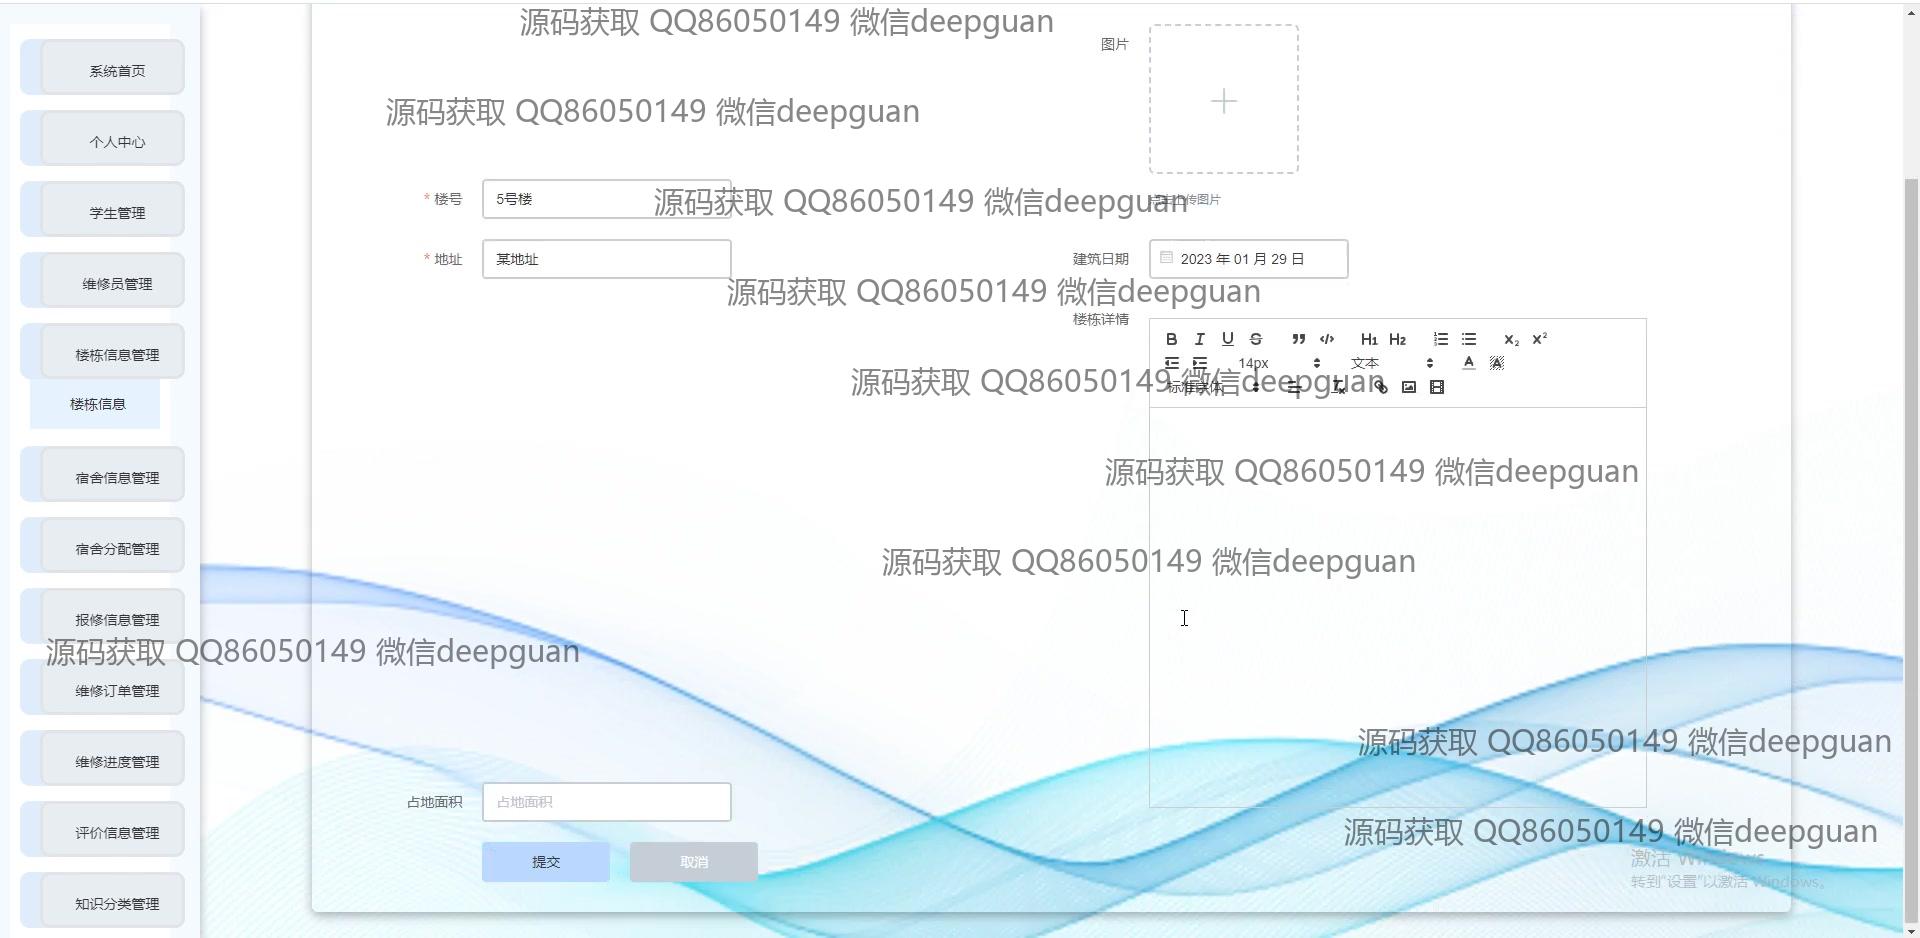 源码获取 QQ86050149 微信deepguan
系统首页
图片
源码获取 QQ86050149 微信deepguan
个人中心
* 楼号
5号楼
源码获取 QQ86050149 微信deepguan
点击上传图片
学生管理
* 地址
某地址
建筑日期
2023 年 01 月 29 日
维修员管理
源码获取 QQ86050149 微信deepguan
楼栋详情
B I U S H1 H2 X2 X2
14px
文本
A A
楼栋信息管理
源码获取 QQ86050149 微信deepguan
标准字体
楼栋信息
宿舍信息管理
源码获取 QQ86050149 微信deepguan
宿舍分配管理
源码获取 QQ86050149 微信deepguan
报修信息管理
源码获取 QQ86050149 微信deepguan
维修订单管理
维修进度管理
源码获取 QQ86050149 微信deepguan
占地面积
占地面积
评价信息管理
源码获取 QQ86050149 微信deepguan
提交
取消
激活 Windows
转到"设置"以激活 Windows。
知识分类管理